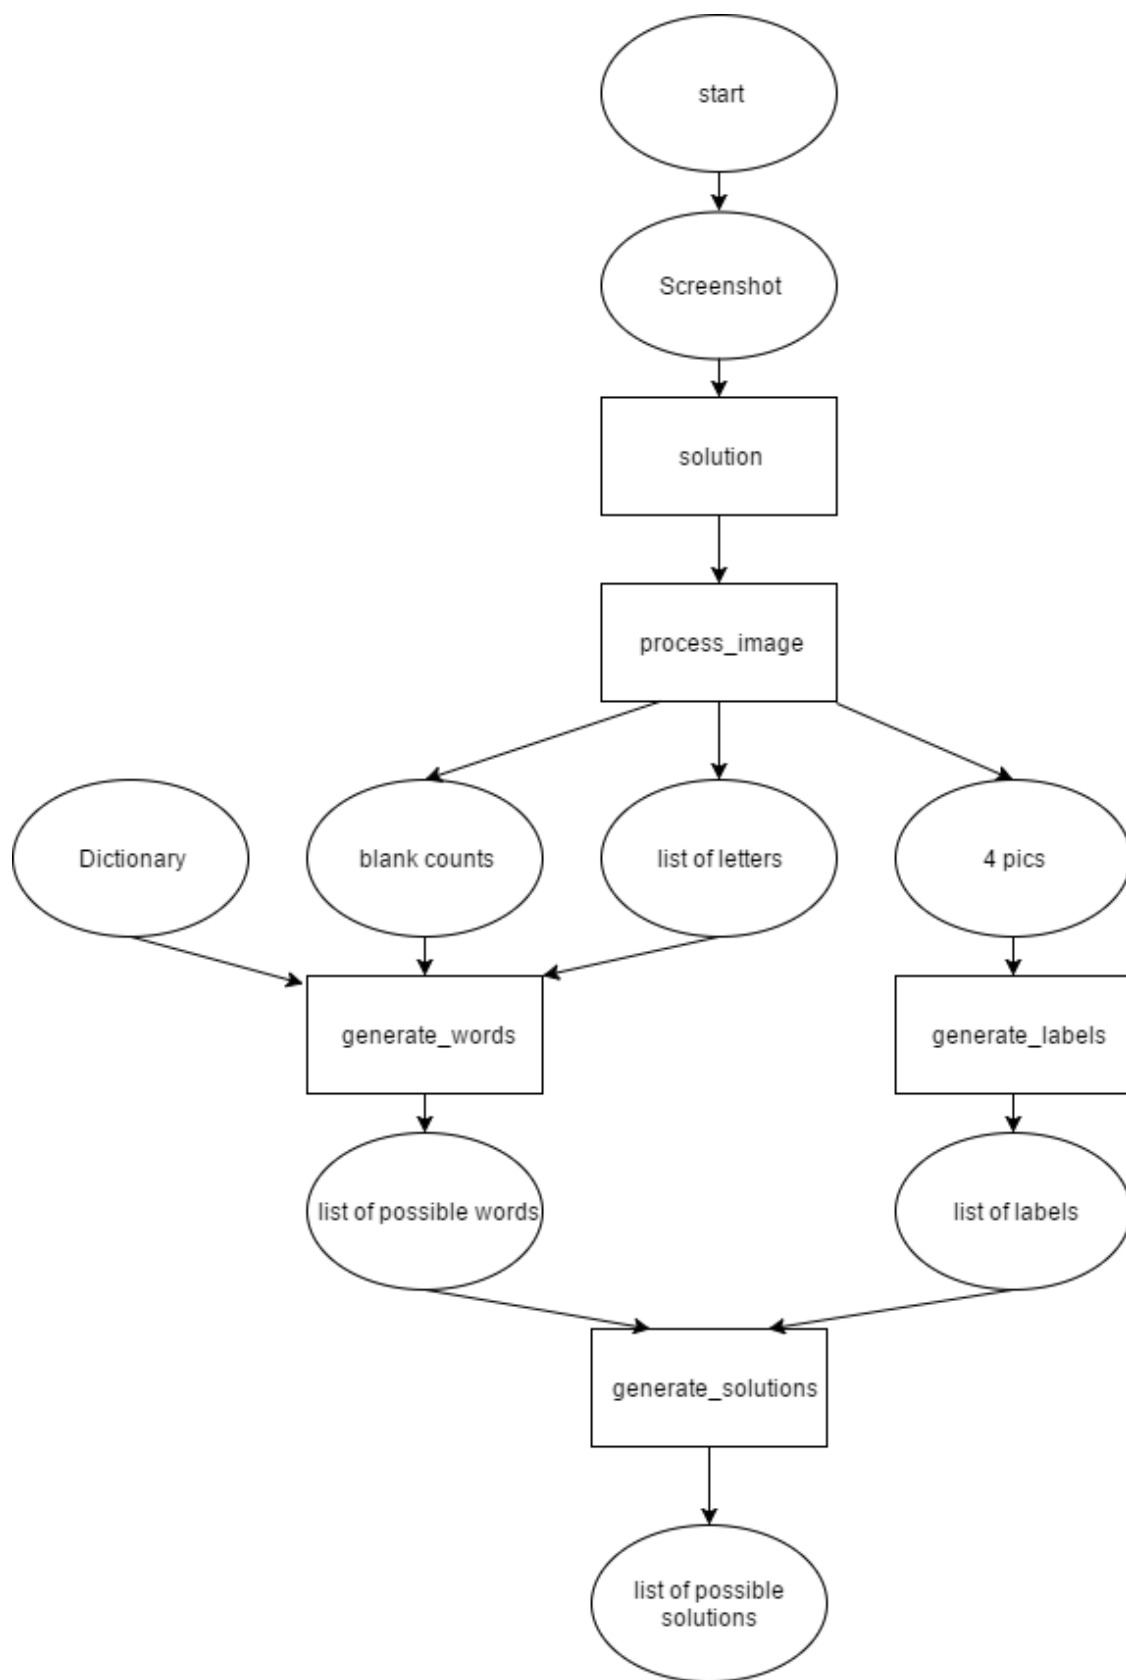 start
Screenshot
solution
process_image
Dictionary
blank counts
list of letters
4 pics
generate_words
generate_labels
list of possible words
list of labels
generate_solutions
list of possible
solutions